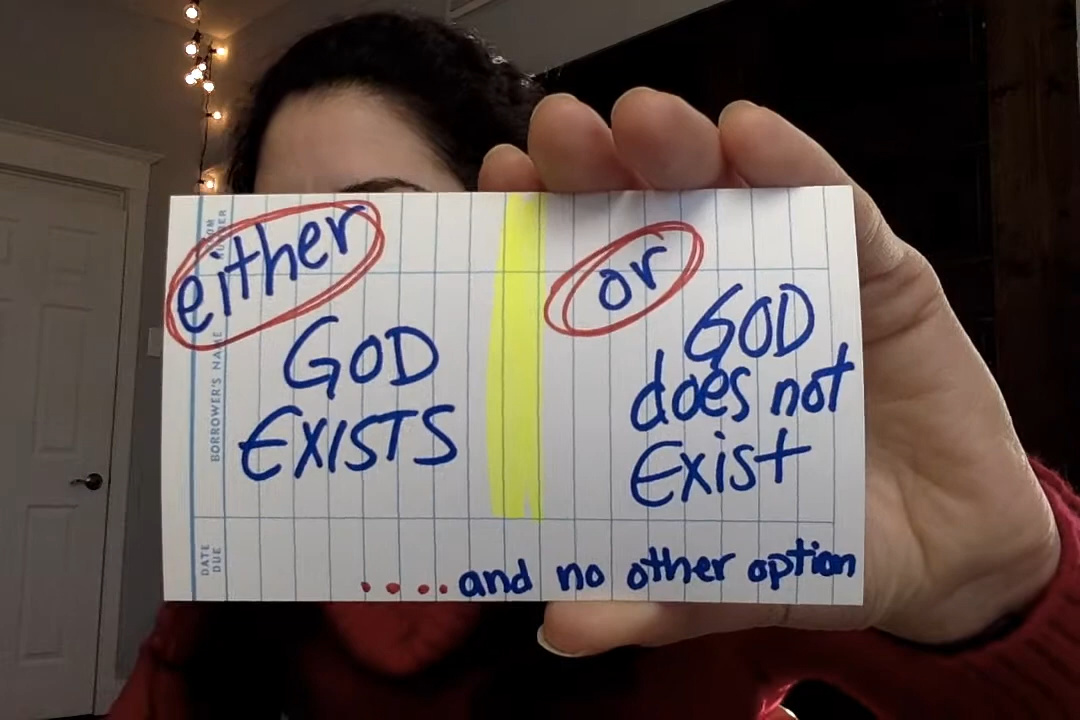 either
GOD
EXISTS
or
GOD
does not
Exist
....and no other option
BORROWER'S NAME
DATE
DUE